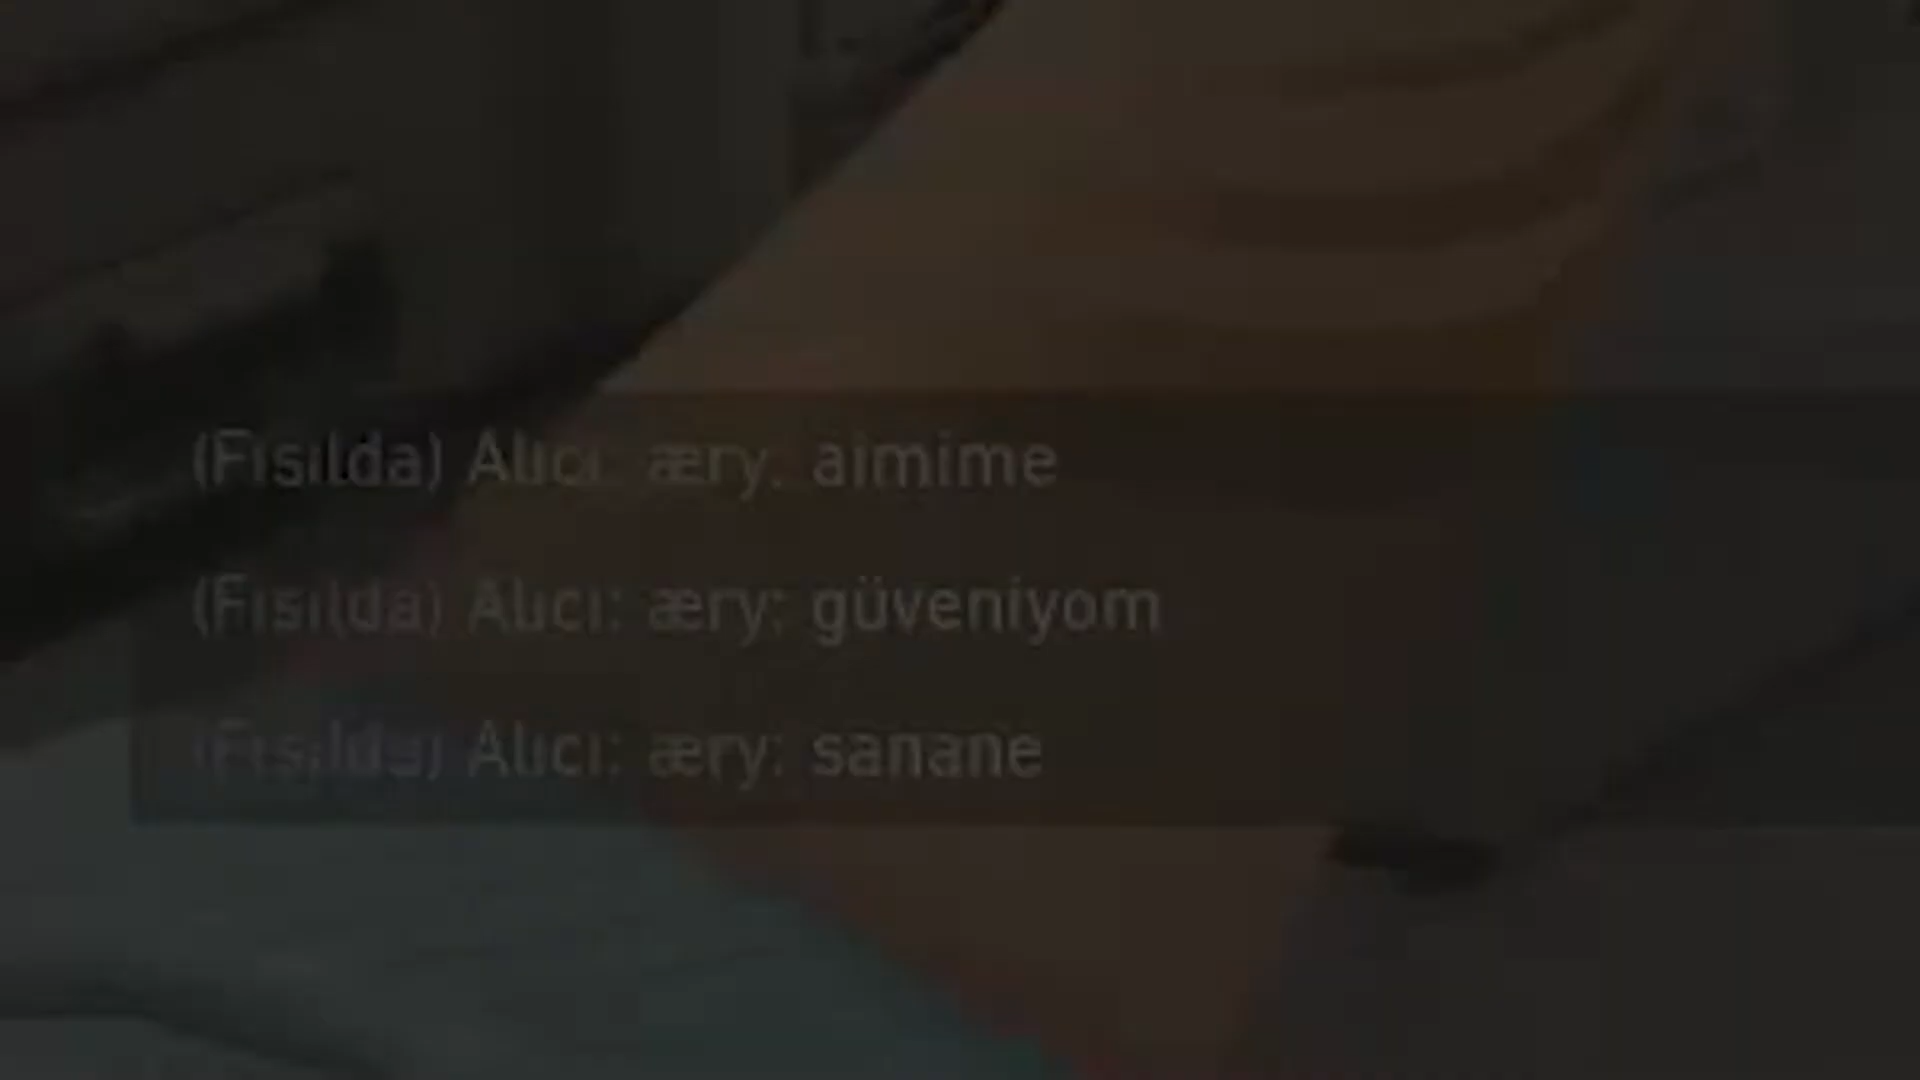 (Fısılda) Alıcı: æry: aimime
(Fısılda) Alıcı: æry: güveniyom
(Fısılda) Alıcı: æry: sanane